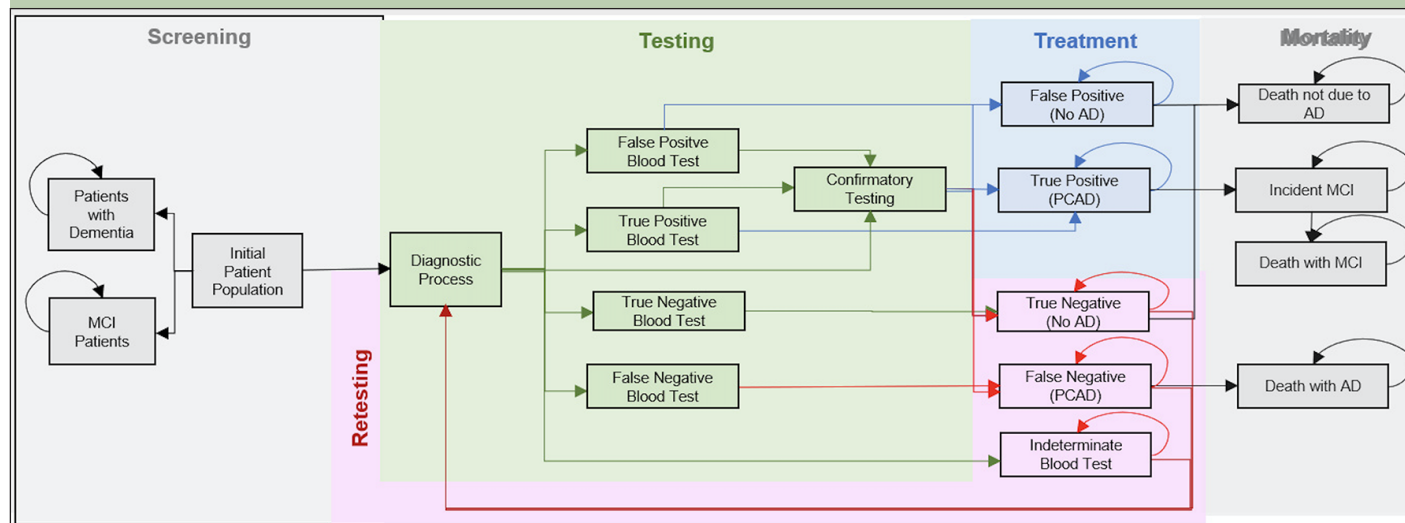 Screening
Testing
Treatment
Mortality
Patients
with
Dementia
MCI
Patients
Initial
Patient
Population
Retesting
Diagnostic
Process
False Positve
Blood Test
True Positive
Blood Test
True Negative
Blood Test
False Negative
Blood Test
Confirmatory
Testing
False Positive
(No AD)
True Positive
(PCAD)
True Negative
(No AD)
False Negative
(PCAD)
Indeterminate
Blood Test
Death not due to
AD
Incident MCI
Death with MCI
Death with AD